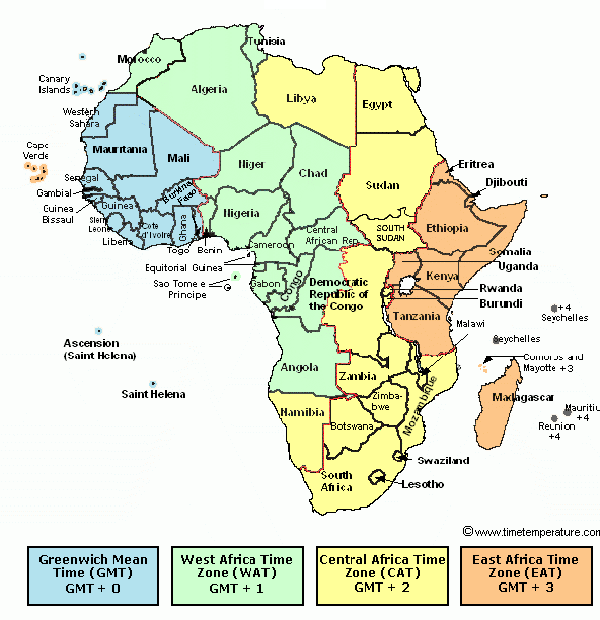 Tunisia
Morocco
Canary
Islands
Algeria
Libya
Egypt
Western
Sahara
Cape
Verde
Mauritania
Mali
Niger
Chad
Sudan
Eritrea
Djibouti
Senegal
Gambial
Guinea
Bissau
Guinea
Burkina
Faso
Sierra
Leone
Liberia
Cote
d'Ivoire
Ghana
Togo
Benin
Nigeria
Cameroon
Central
African Rep.
SOUTH
SUDAN
Ethiopia
Somalia
Uganda
Kenya
Equitorial Guinea
Sao Tome e
Principe
Gabon
Congo
Democratic
Republic of
the Congo
Rwanda
Burundi
Tanzania
Malawi
+4
Seychelles
Seychelles
Comoros and
Mayotte +3
Ascension
(Saint Helena)
Saint Helena
Angola
Zambia
Zimba-
bwe
Mozambique
Madagascar
Mauritiu
+4
Reunion
+4
Namibia
Botswana
Swaziland
Lesotho
South
Africa
©www.timetemperature.com
Greenwich Mean
Time (GMT)
GMT + 0
West Africa Time
Zone (WAT)
GMT + 1
Central Africa Time
Zone (CAT)
GMT + 2
East Africa Time
Zone (EAT)
GMT + 3